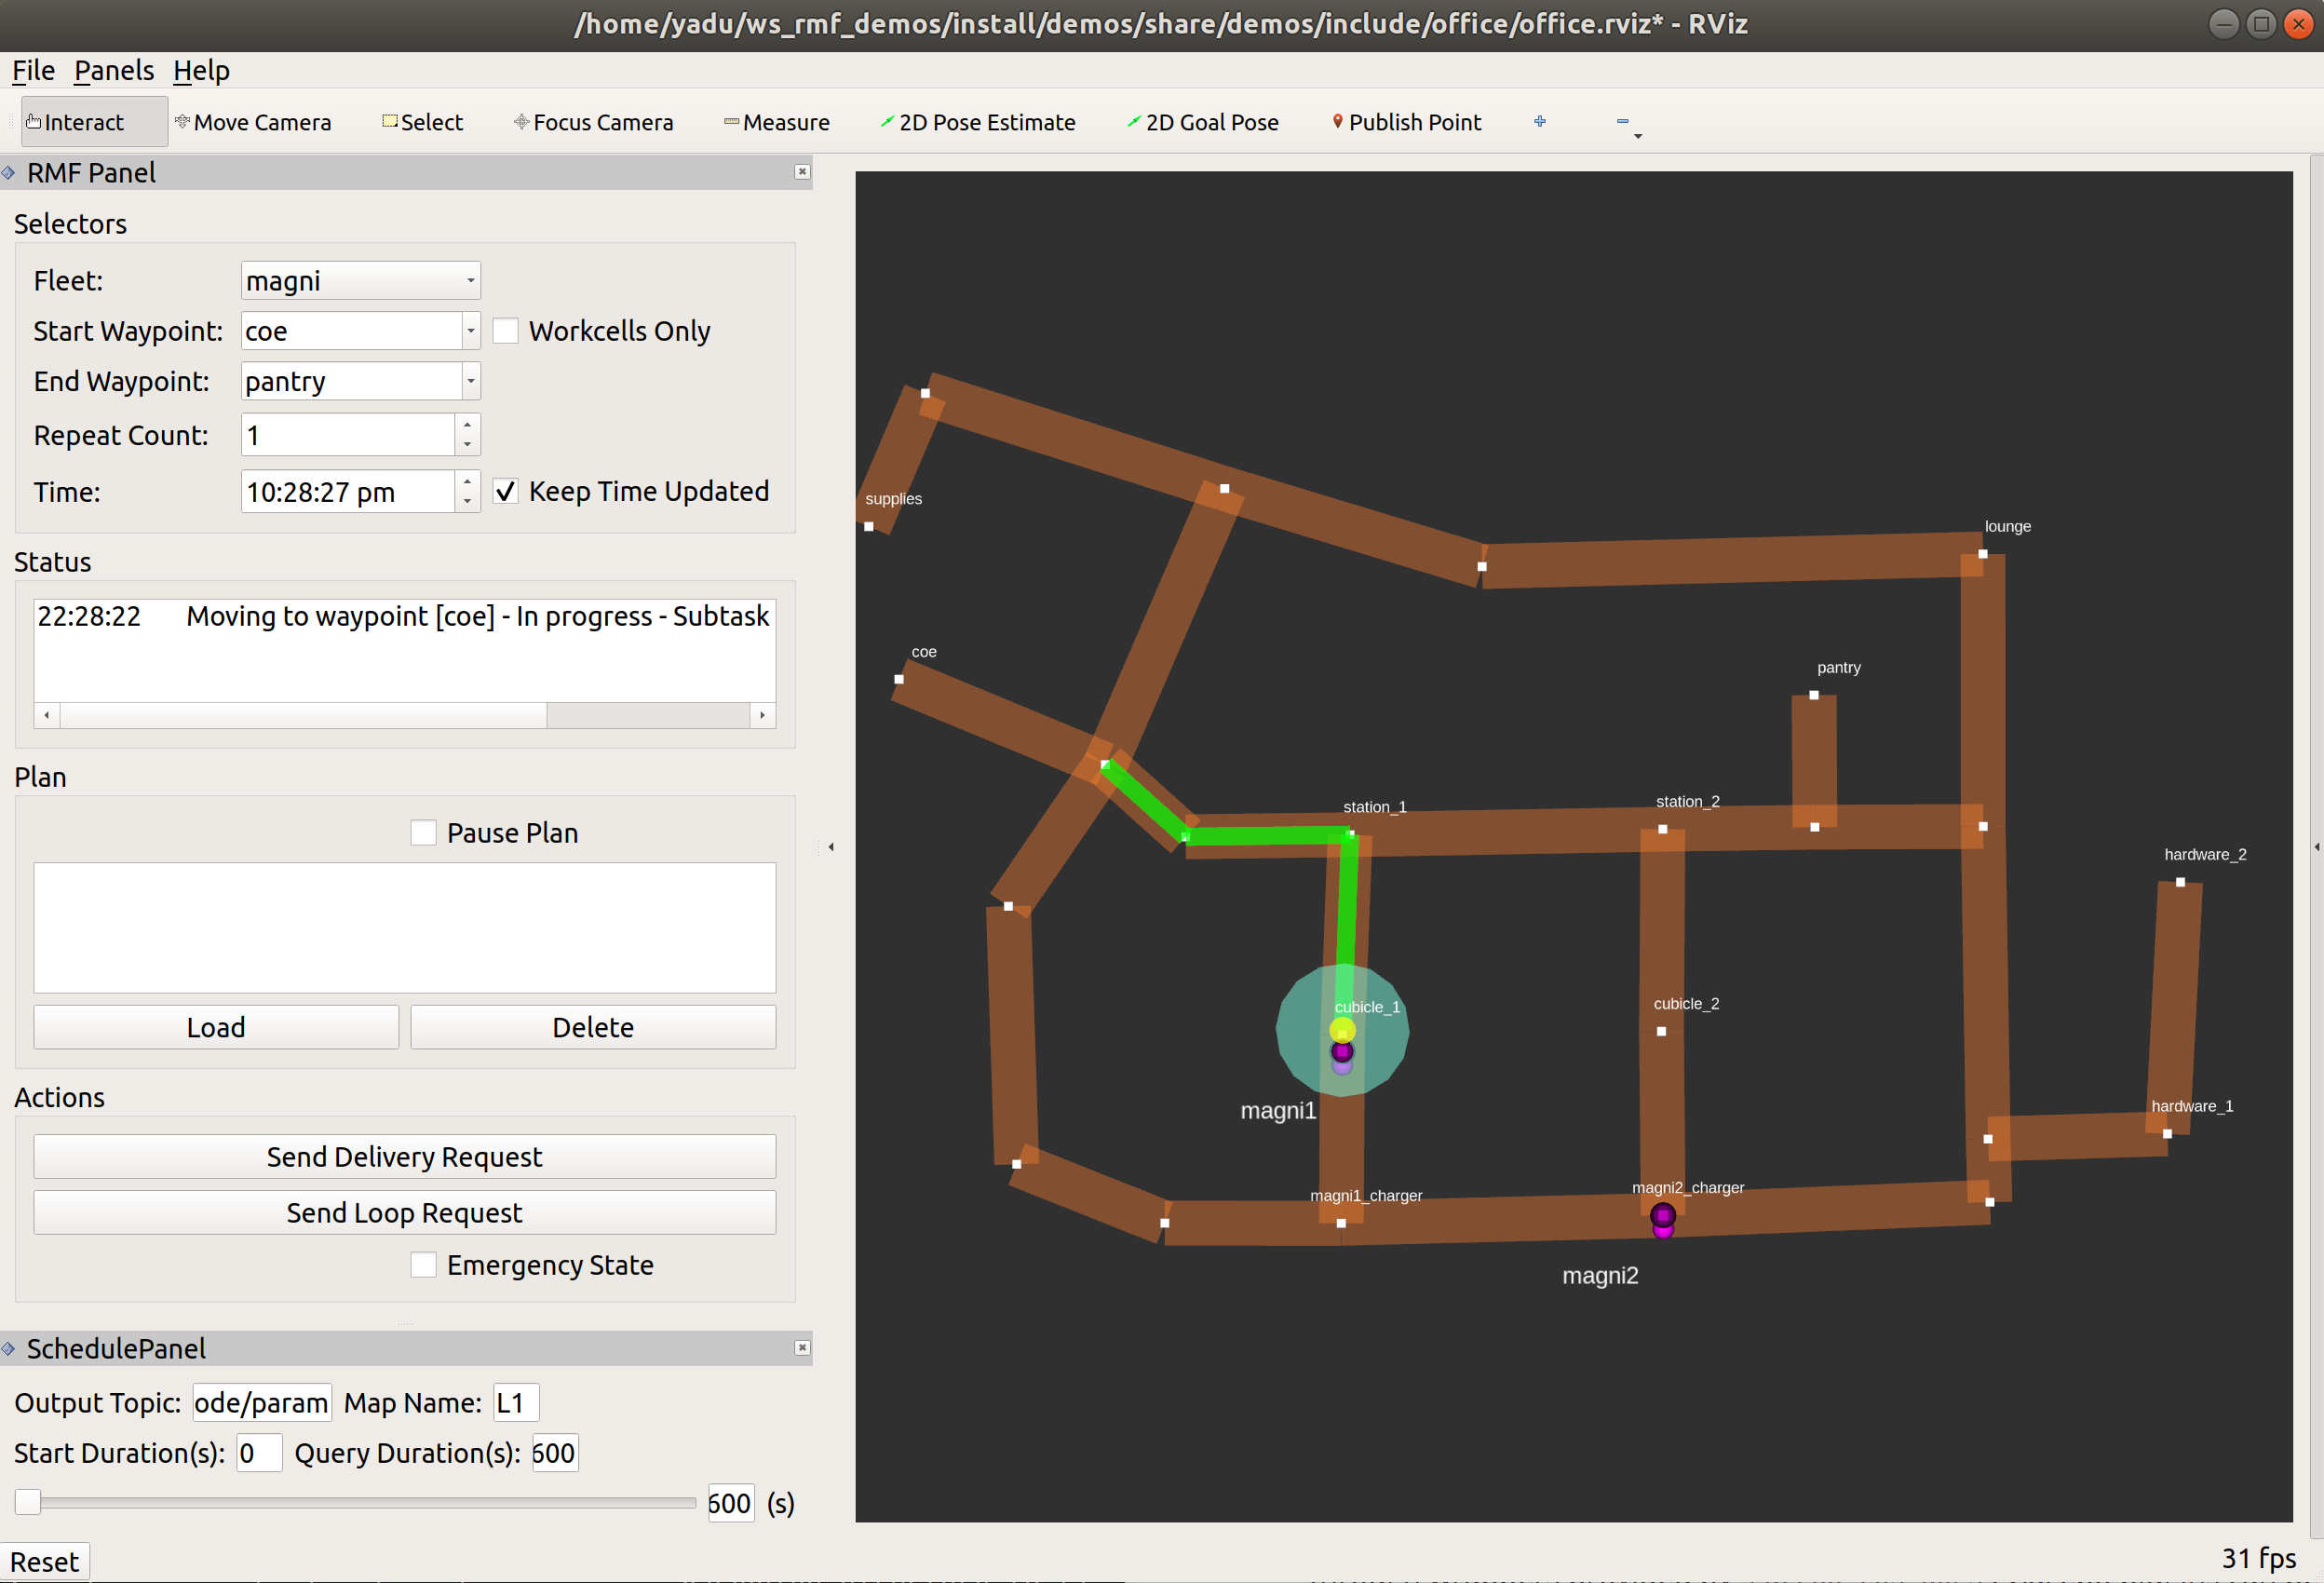 /home/yadu/ws_rmf_demos/install/demos/share/demos/include/office/office.rviz* - RViz
File Panels Help
Interact Move Camera Select Focus Camera Measure 2D Pose Estimate 2D Goal Pose Publish Point
RMF Panel
Selectors
Fleet: magni
Start Waypoint: coe Workcells Only
End Waypoint: pantry
Repeat Count: 1
Time: 10:28:27 pm Keep Time Updated
Status
22:28:22 Moving to waypoint [coe] - In progress - Subtask
Plan
Pause Plan
Load Delete
Actions
Send Delivery Request
Send Loop Request
Emergency State
SchedulePanel
Output Topic: ode/param Map Name: L1
Start Duration(s): 0 Query Duration(s): 600
600 (s)
Reset
supplies
lounge
coe
pantry
station_1
station_2
hardware_2
cubicle_1
cubicle_2
magni1
hardware_1
magni1_charger
magni2_charger
magni2
31 fps